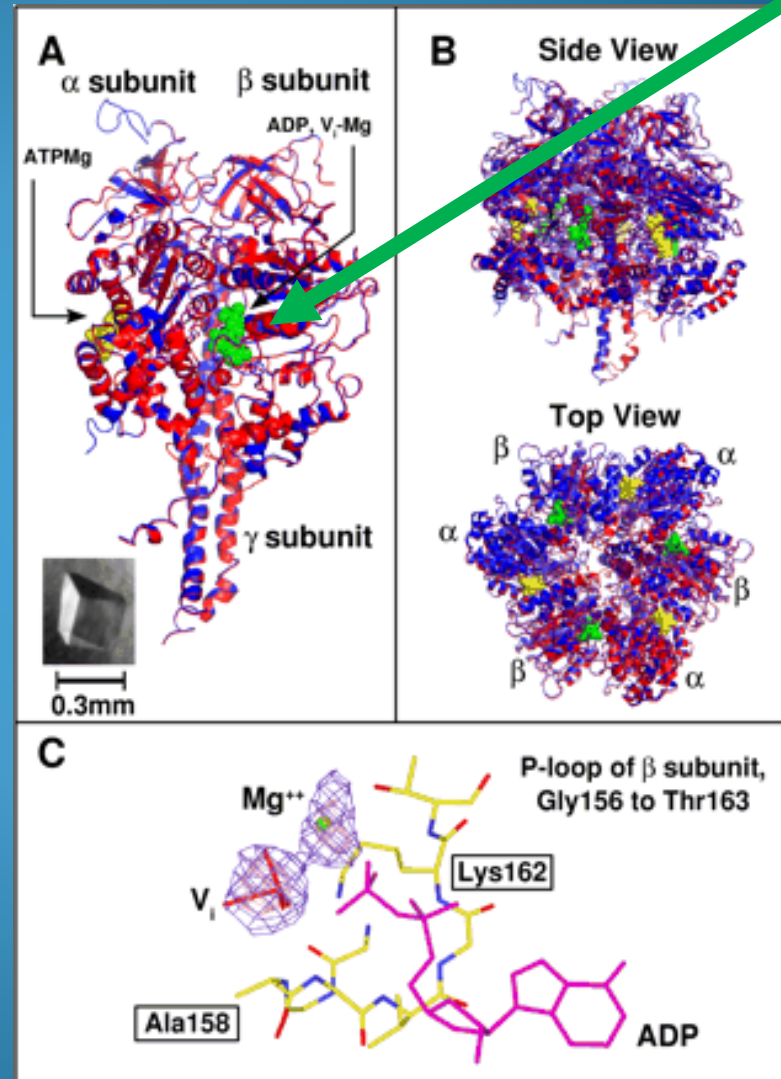 A
α subunit
β subunit
ADP, Vi-Mg
ATPMg
γ subunit
0.3mm
B
Side View
Top View
β
α
α
β
β
α
C
P-loop of β subunit,
Gly156 to Thr163
Mg++
Lys162
Vi
Ala158
ADP